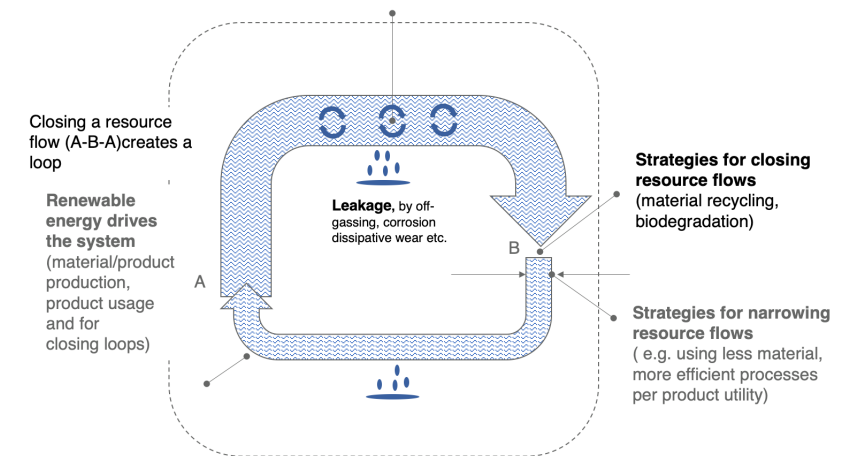 Closing a resource
flow (A-B-A)creates a
loop
Renewable
energy drives
the system
(material/product
production,
product usage
and for
closing loops)
A
Leakage, by off-
gassing, corrosion
dissipative wear etc.
B
Strategies for closing
resource flows
(material recycling,
biodegradation)
Strategies for narrowing
resource flows
( e.g. using less material,
more efficient processes
per product utility)